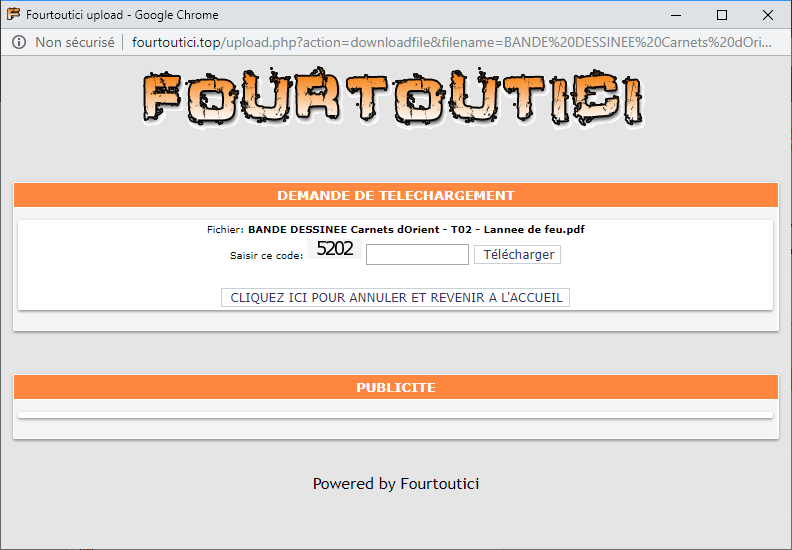 Fourtoutici upload - Google Chrome
Non sécurisé | fourtoutici.top/upload.php?action=downloadfile&filename=BANDE%20DESSINEE%20Carnets%20dOri...
FOURTOUTICI
DEMANDE DE TELECHARGEMENT
Fichier: BANDE DESSINEE Carnets dOrient - T02 - Lannee de feu.pdf
Saisir ce code: 5202 Télécharger
CLIQUEZ ICI POUR ANNULER ET REVENIR A L'ACCUEIL
PUBLICITE
Powered by Fourtoutici